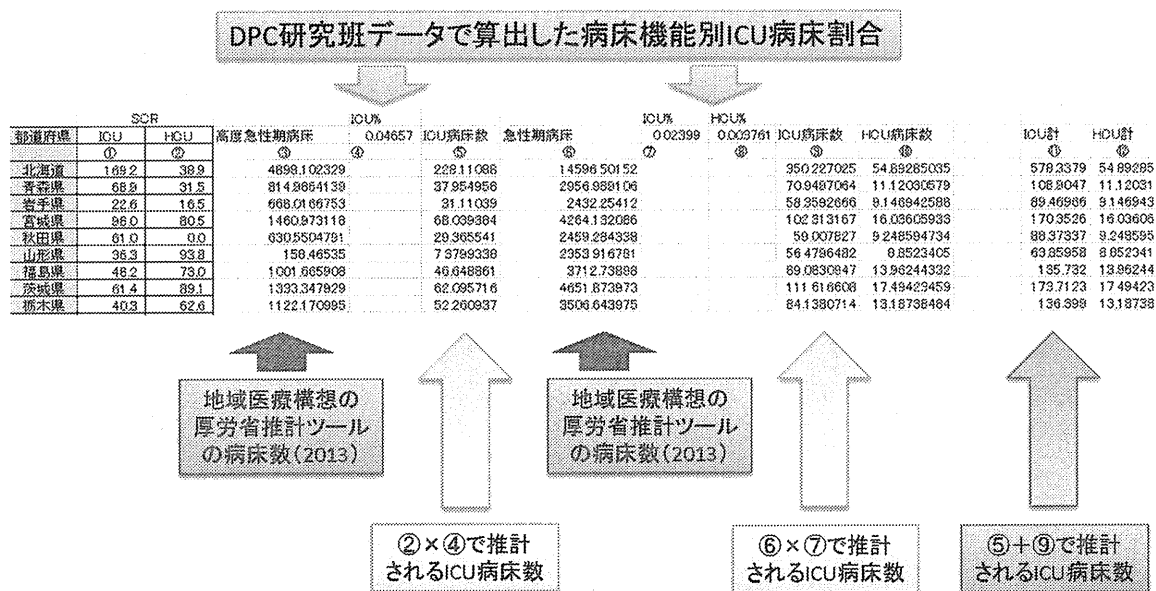 DPC研究班データで算出した病床機能別ICU病床割合
SCR ICU% ICU% HCU%
都道府県 ICU HCU 高度急性期病床 0.04657 ICU病床数 急性期病床 0.02399 0.003761 ICU病床数 HCU病床数 ICU計 HCU計
① ② ③ ④ ⑤ ⑥ ⑦ ⑧ ⑨ ⑩ ⑪ ⑫
北海道 169.2 38.9 4898.102329 228.11088 14596.50152 350.227025 54.89285035 578.3379 54.89285
青森県 68.9 31.5 814.9664139 37.954956 2956.989106 70.9497064 11.12030579 108.9047 11.12031
岩手県 22.6 16.5 668.0166753 31.11039 2432.25412 58.3592666 9.146942588 89.46966 9.146943
宮城県 96.0 80.5 1460.973118 68.039384 4264.132086 102.313167 16.03605933 170.3526 16.03606
秋田県 61.0 0.0 630.5504791 29.365541 2459.284338 59.007827 9.248594734 88.37337 9.248595
山形県 36.3 93.8 158.46535 7.3799338 2353.916781 56.4796482 8.8523405 63.85958 8.852341
福島県 48.2 73.0 1001.665908 46.648861 3712.73898 89.0830847 13.96244332 135.732 13.96244
茨城県 61.4 89.1 1333.347929 62.095716 4651.873973 111.616608 17.49423459 173.7123 17.49423
栃木県 40.3 62.6 1122.170995 52.260937 3506.643975 84.1380714 13.18738484 136.399 13.18738
地域医療構想の
厚労省推計ツール
の病床数(2013)
地域医療構想の
厚労省推計ツール
の病床数(2013)
②×④で推計
されるICU病床数
⑥×⑦で推計
されるICU病床数
⑤+⑨で推計
されるICU病床数